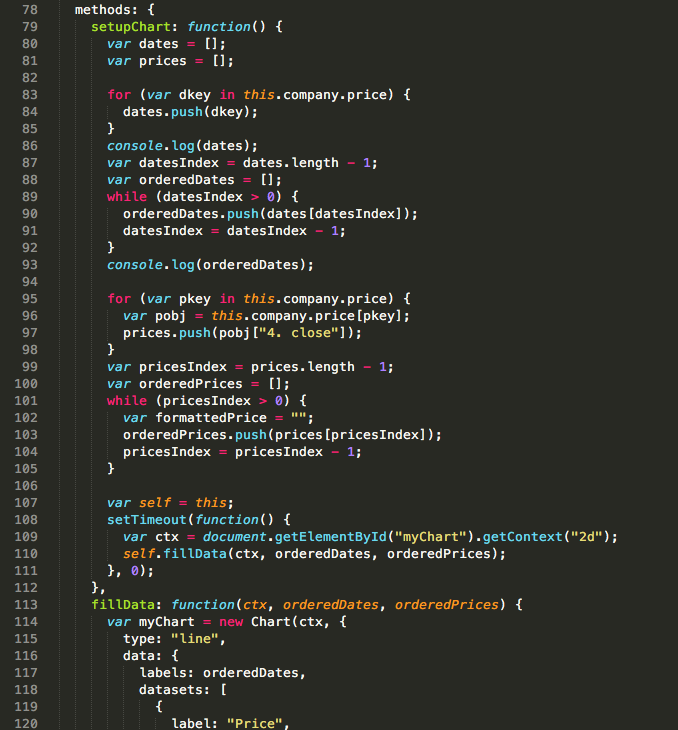 78 methods: {
79 setupChart: function() {
80 var dates = [];
81 var prices = [];
82
83 for (var dkey in this.company.price) {
84 dates.push(dkey);
85 }
86 console.log(dates);
87 var datesIndex = dates.length - 1;
88 var orderedDates = [];
89 while (datesIndex > 0) {
90 orderedDates.push(dates[datesIndex]);
91 datesIndex = datesIndex - 1;
92 }
93 console.log(orderedDates);
94
95 for (var pkey in this.company.price) {
96 var pobj = this.company.price[pkey];
97 prices.push(pobj["4. close"]);
98 }
99 var pricesIndex = prices.length - 1;
100 var orderedPrices = [];
101 while (pricesIndex > 0) {
102 var formattedPrice = "";
103 orderedPrices.push(prices[pricesIndex]);
104 pricesIndex = pricesIndex - 1;
105 }
106
107 var self = this;
108 setTimeout(function() {
109 var ctx = document.getElementById("myChart").getContext("2d");
110 self.fillData(ctx, orderedDates, orderedPrices);
111 }, 0);
112 },
113 fillData: function(ctx, orderedDates, orderedPrices) {
114 var myChart = new Chart(ctx, {
115 type: "line",
116 data: {
117 labels: orderedDates,
118 datasets: [
119 {
120 label: "Price",